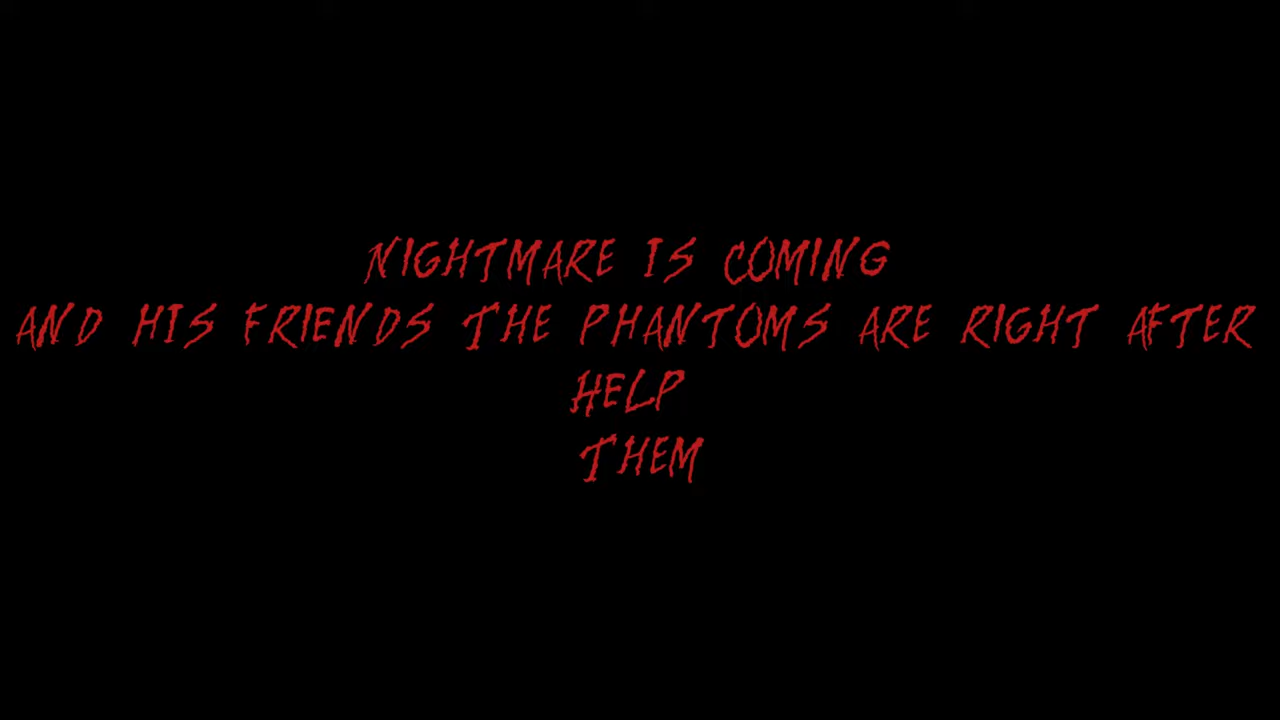 NIGHTMARE IS COMING
AND HIS FRIENDS THE PHANTOMS ARE RIGHT AFTER
HELP
THEM